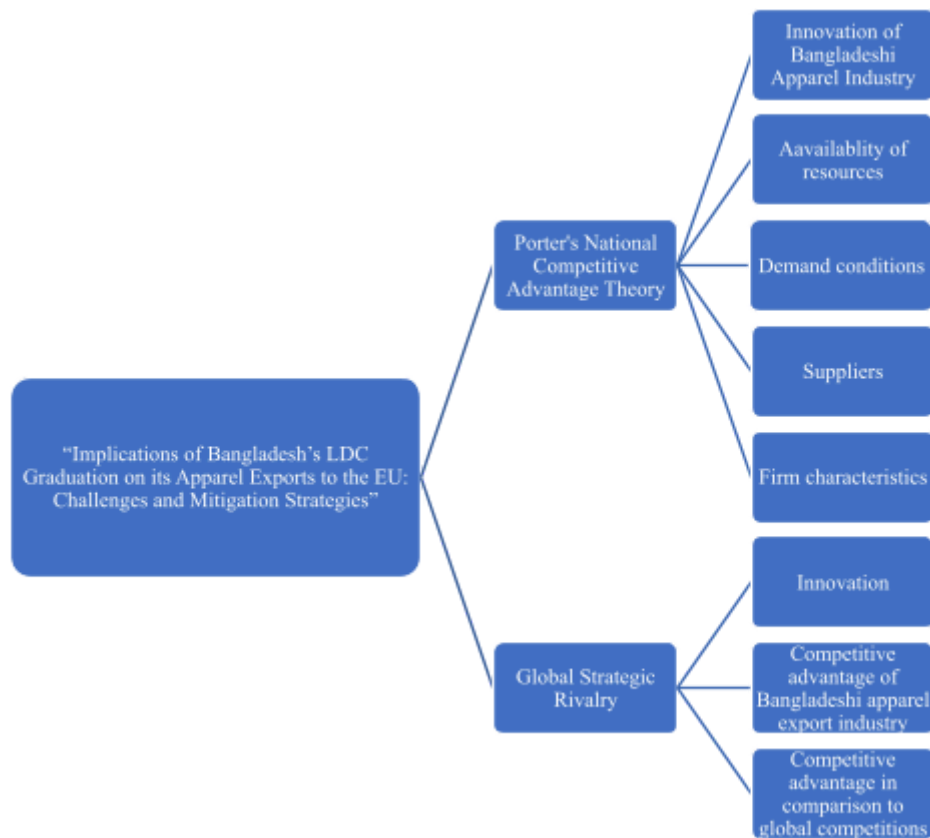 Innovation of
Bangladeshi
Apparel Industry
Aavailablity of
resources
Porter's National
Competitive
Advantage Theory
Demand conditions
Suppliers
“Implications of Bangladesh’s LDC
Graduation on its Apparel Exports to the EU:
Challenges and Mitigation Strategies”
Firm characteristics
Innovation
Global Strategic
Rivalry
Competitive
advantage of
Bangladeshi apparel
export industry
Competitive
advantage in
comparison to
global competitions